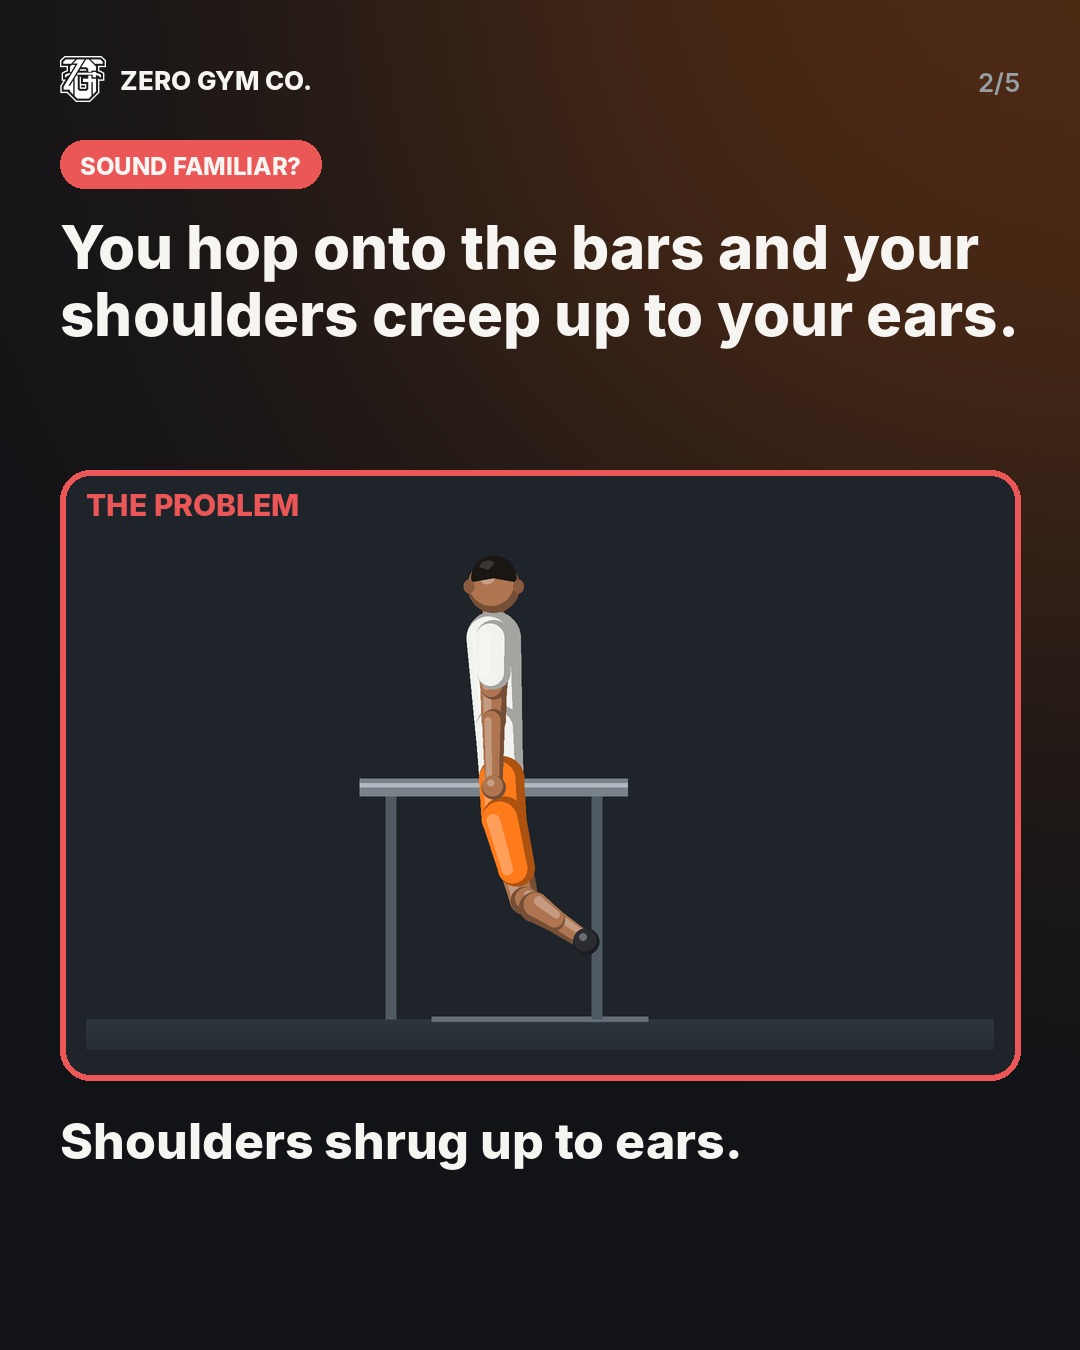 ZERO GYM CO.
2/5
SOUND FAMILIAR?
You hop onto the bars and your
shoulders creep up to your ears.
THE PROBLEM
Shoulders shrug up to ears.